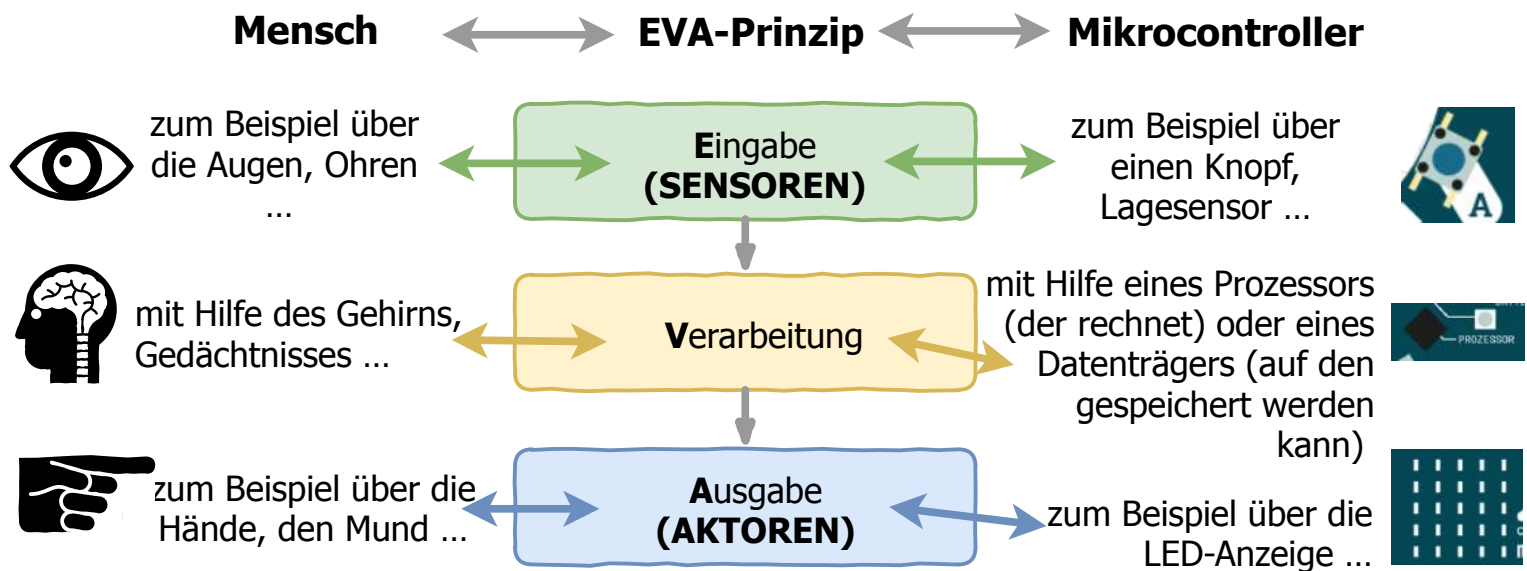 Mensch
EVA-Prinzip
Mikrocontroller
zum Beispiel über
die Augen, Ohren
...
Eingabe
(SENSOREN)
zum Beispiel über
einen Knopf,
Lagesensor ...
A
mit Hilfe des Gehirns,
Gedächtnisses ...
Verarbeitung
mit Hilfe eines Prozessors
(der rechnet) oder eines
Datenträgers (auf den
gespeichert werden
kann)
PROZESSOR
zum Beispiel über die
Hände, den Mund ...
Ausgabe
(AKTOREN)
zum Beispiel über die
LED-Anzeige ...